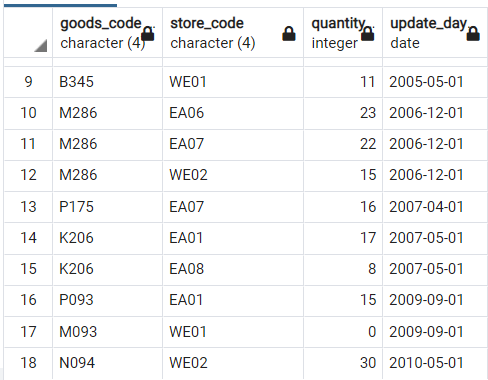 goods_code store_code quantity update_day
character (4) character (4) integer date
9 B345 WE01 11 2005-05-01
10 M286 EA06 23 2006-12-01
11 M286 EA07 22 2006-12-01
12 M286 WE02 15 2006-12-01
13 P175 EA07 16 2007-04-01
14 K206 EA01 17 2007-05-01
15 K206 EA08 8 2007-05-01
16 P093 EA01 15 2009-09-01
17 M093 WE01 0 2009-09-01
18 N094 WE02 30 2010-05-01